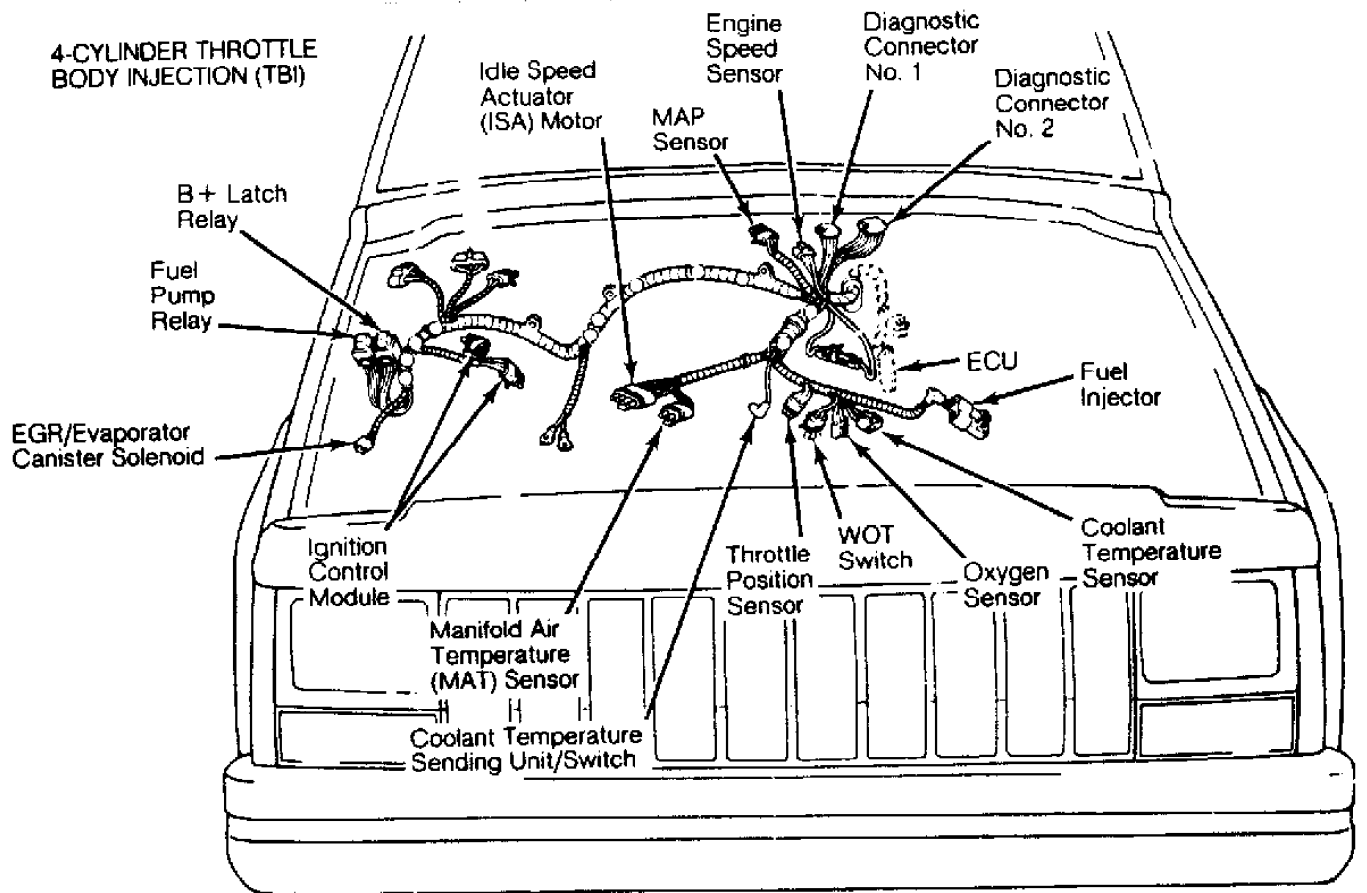 4-CYLINDER THROTTLE
BODY INJECTION (TBI)
Idle Speed
Actuator
(ISA) Motor
MAP
Sensor
Engine
Speed
Sensor
Diagnostic
Connector
No. 1
Diagnostic
Connector
No. 2
B+ Latch
Relay
Fuel
Pump
Relay
EGR/Evaporator
Canister Solenoid
ECU
Fuel
Injector
Ignition
Control
Module
Manifold Air
Temperature
(MAT) Sensor
Coolant Temperature
Sending Unit/Switch
Throttle
Position
Sensor
WOT
Switch
Oxygen
Sensor
Coolant
Temperature
Sensor